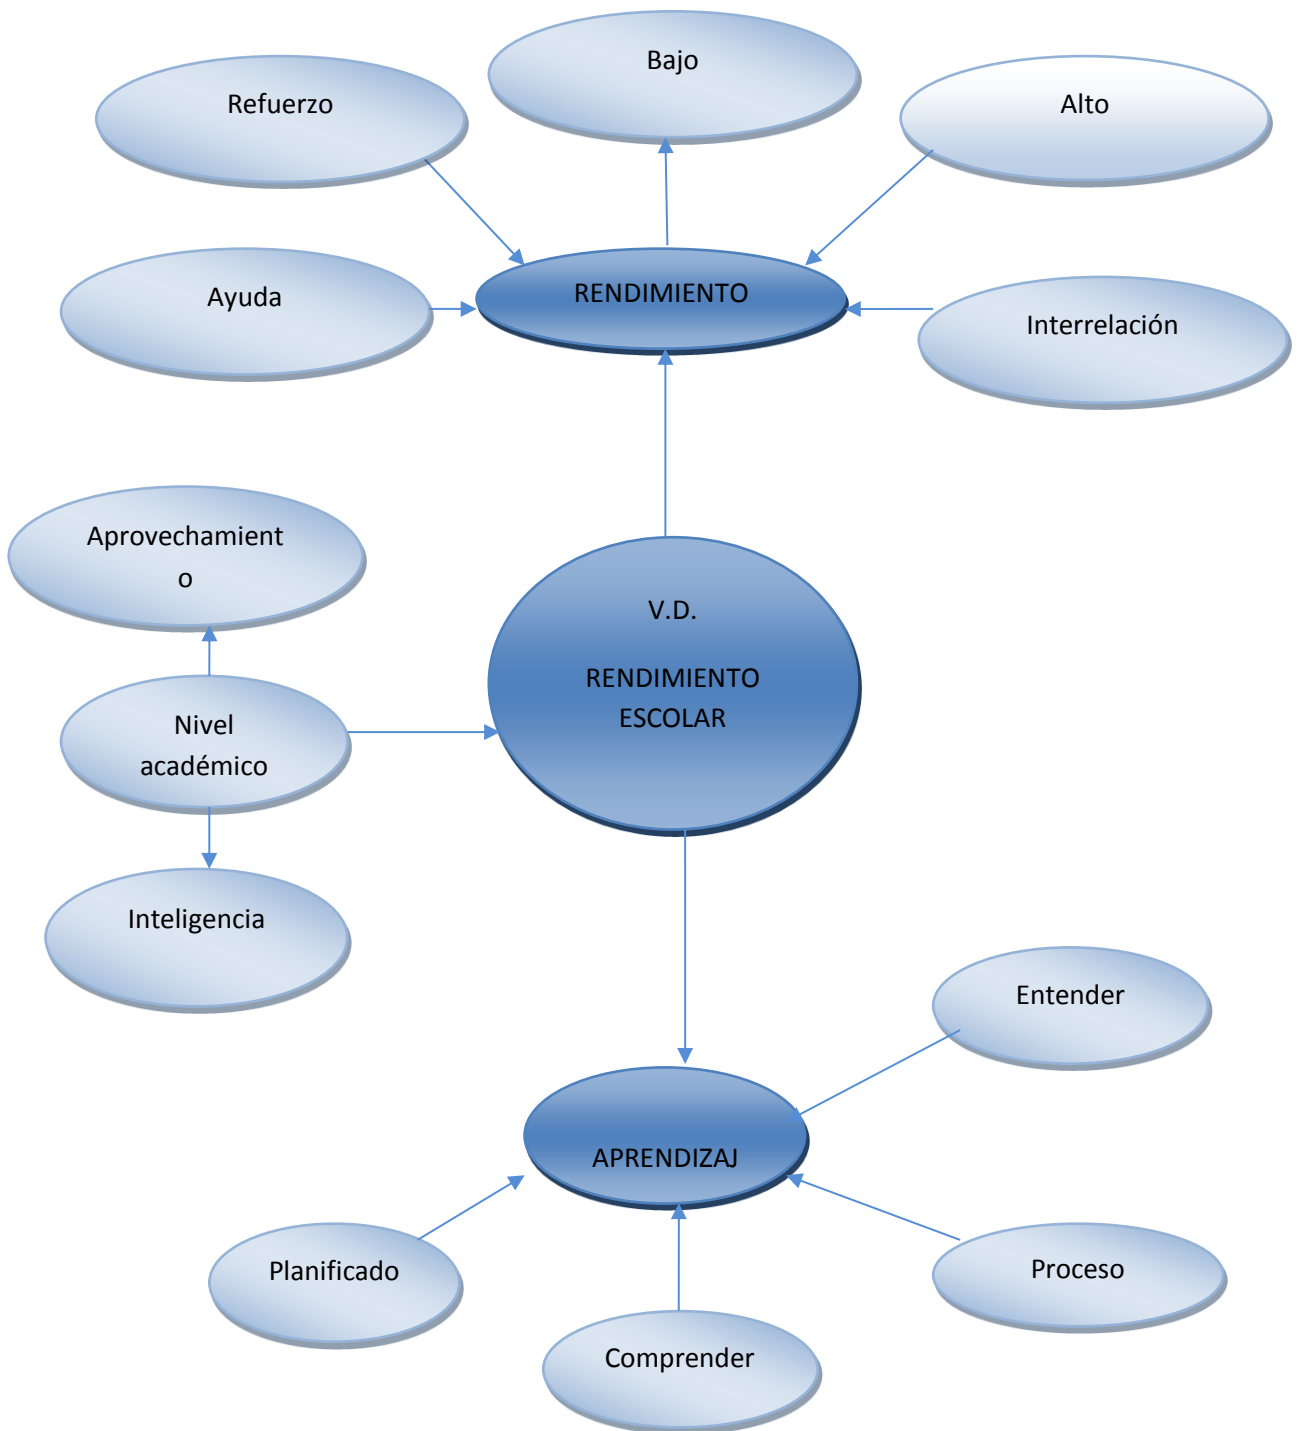 Bajo
Refuerzo
Alto
Ayuda
RENDIMIENTO
Interrelación
Aprovechamient
o
V.D.
RENDIMIENTO
ESCOLAR
Nivel
académico
Inteligencia
Entender
APRENDIZAJ
Planificado
Proceso
Comprender